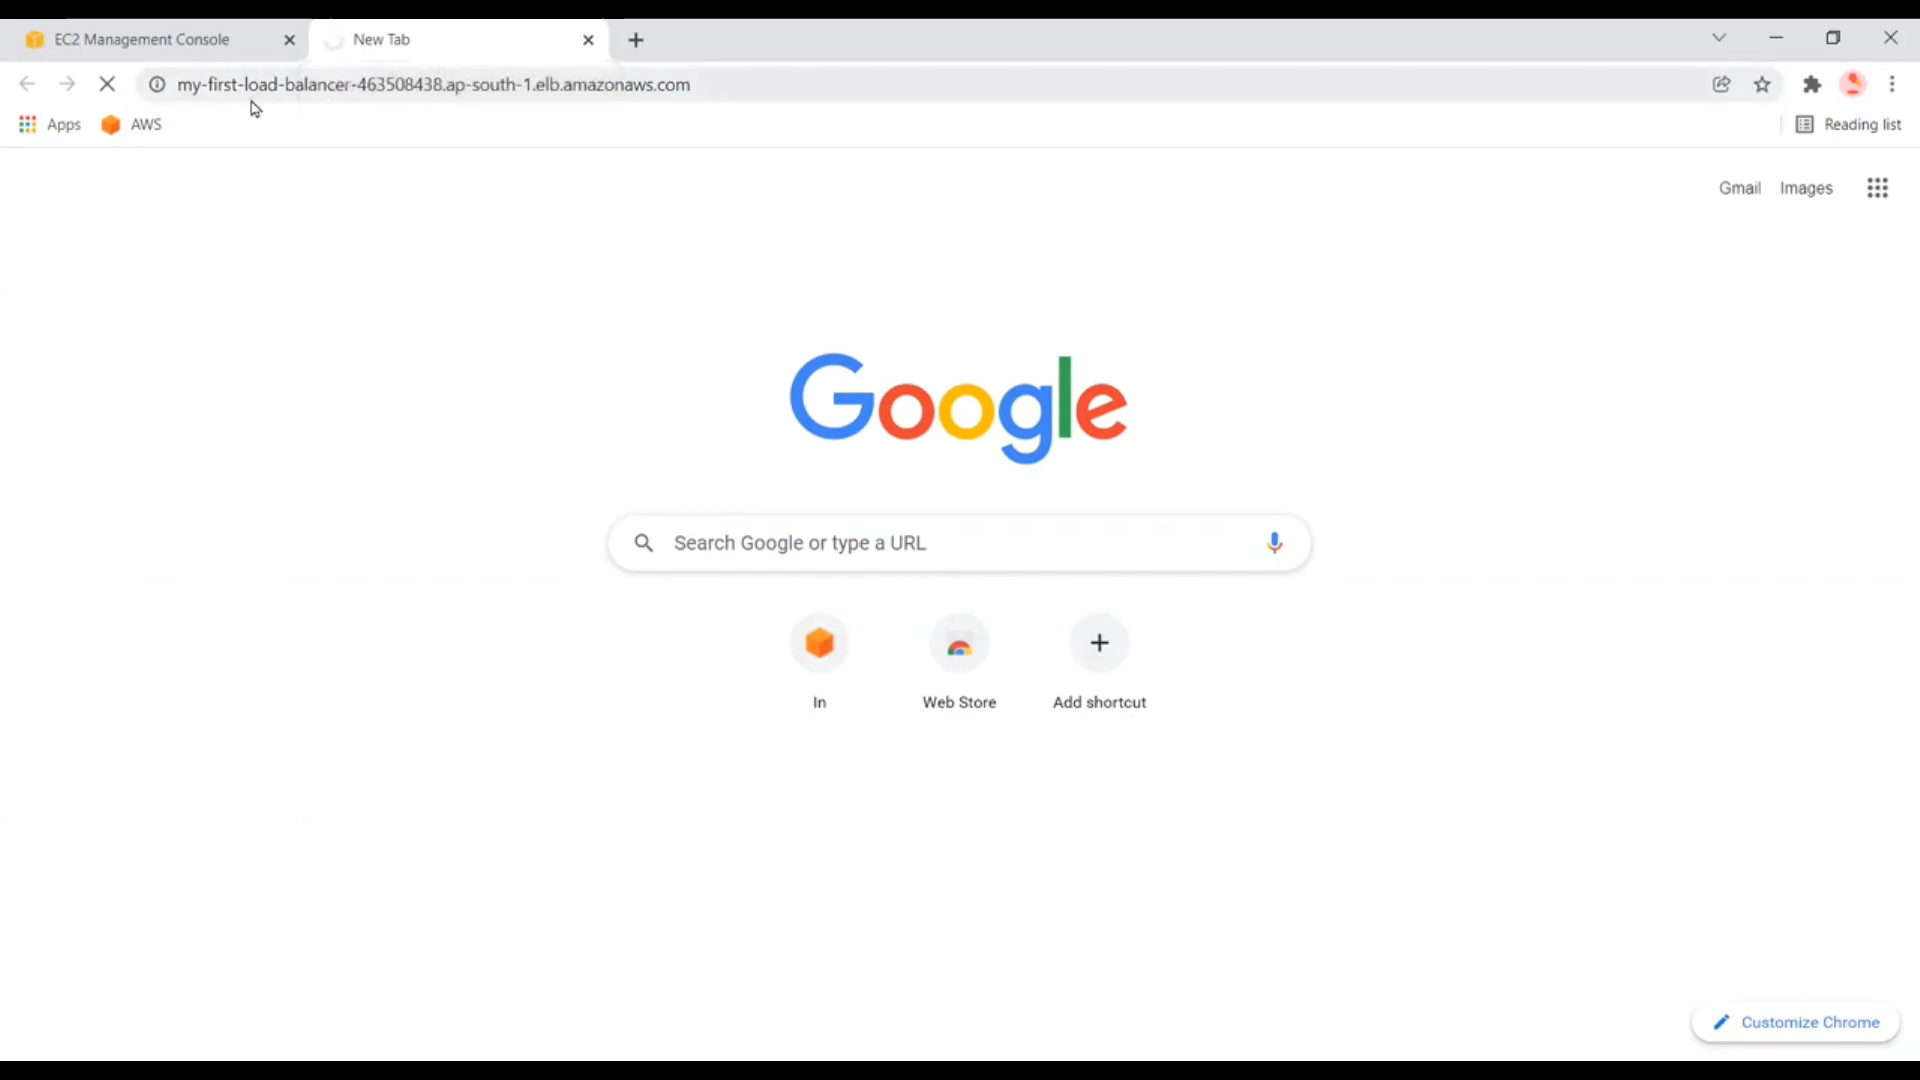 EC2 Management Console
New Tab
my-first-load-balancer-463508438.ap-south-1.elb.amazonaws.com
Apps
AWS
Reading list
Gmail
Images
Google
Search Google or type a URL
In
Web Store
Add shortcut
Customize Chrome